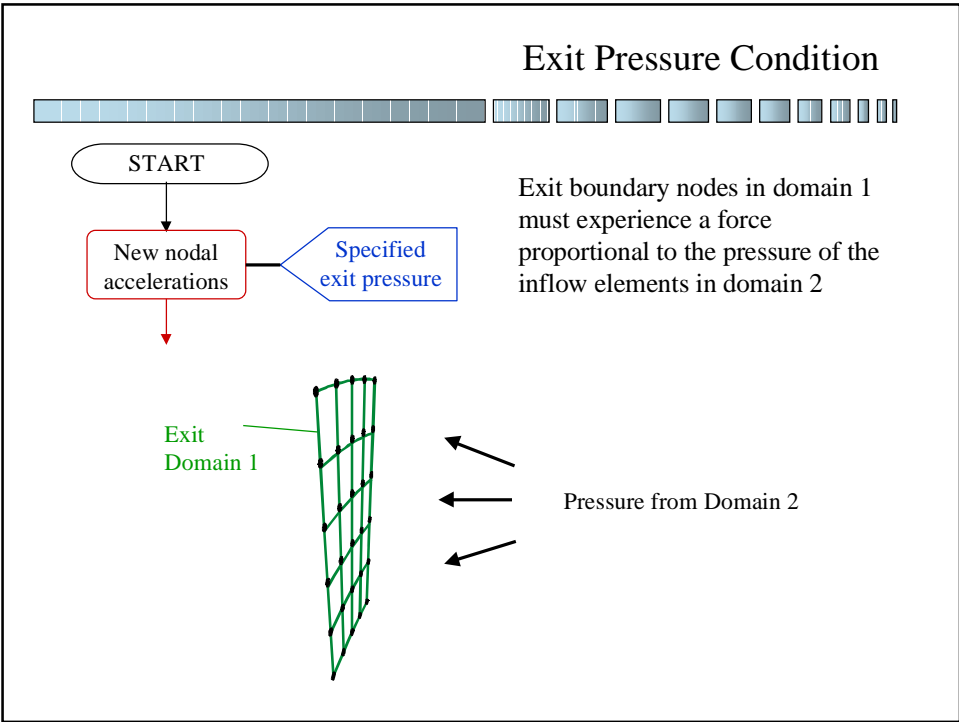 Exit Pressure Condition
START
New nodal
accelerations
Specified
exit pressure
Exit boundary nodes in domain 1
must experience a force
proportional to the pressure of the
inflow elements in domain 2
Exit
Domain 1
Pressure from Domain 2